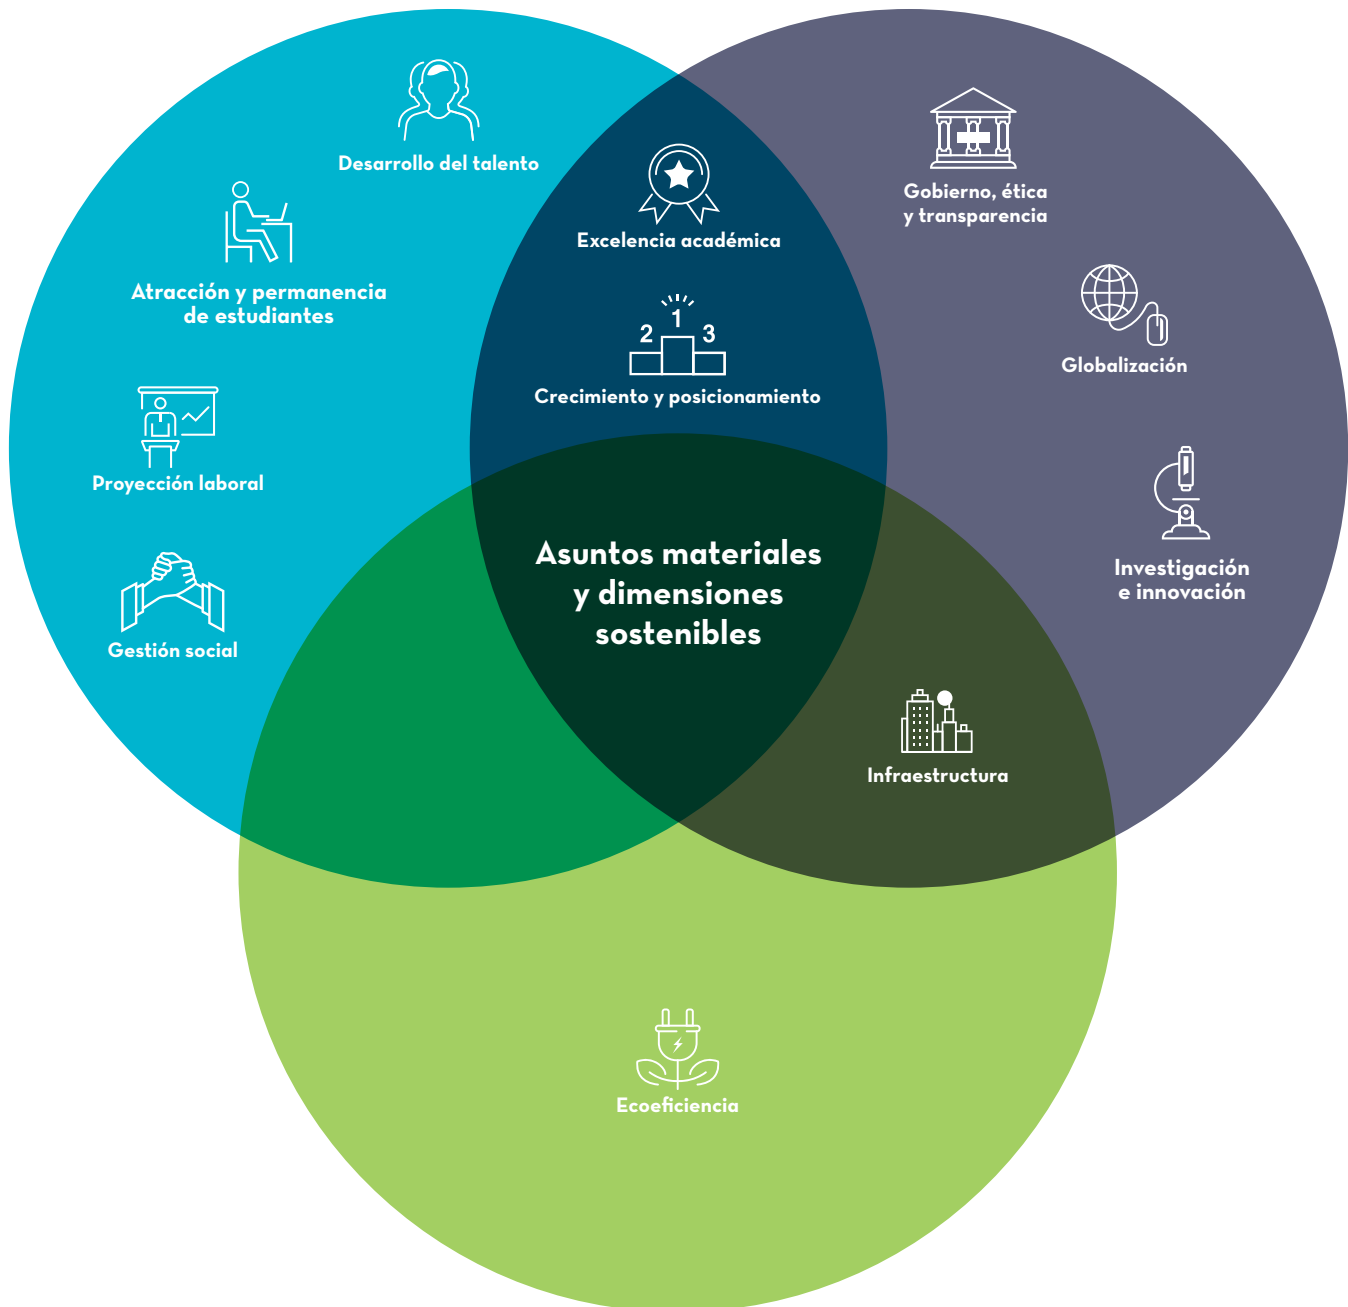 Desarrollo del talento
Atracción y permanencia
de estudiantes
Proyección laboral
Gestión social
Excelencia académica
2 1 3
Crecimiento y posicionamiento
Gobierno, ética
y transparencia
Globalización
Investigación
e innovación
Asuntos materiales
y dimensiones
sostenibles
Infraestructura
Ecoeficiencia